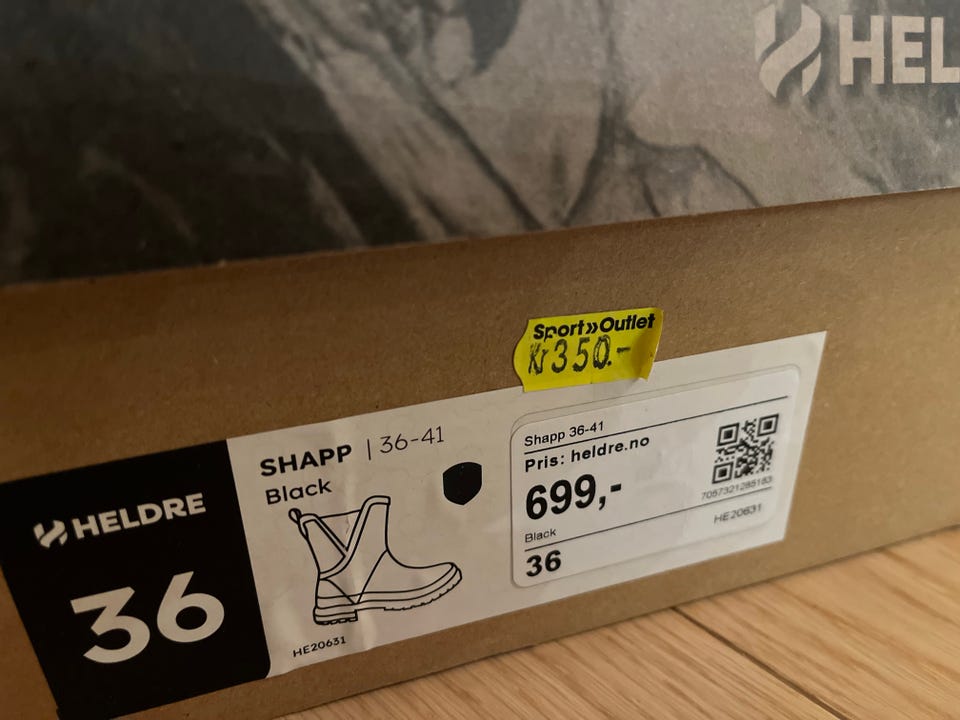 HEL
Sport»Outlet
Kr350.-
HELDRE
36
SHAPP | 36-41
Black
HE20631
Shapp 36-41
Pris: heldre.no
699,-
7057321285183
HE20631
Black
36